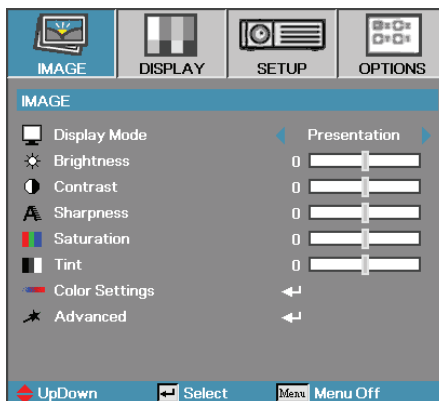 IMAGE DISPLAY SETUP OPTIONS
IMAGE
Display Mode Presentation
Brightness 0
Contrast 0
Sharpness 0
Saturation 0
Tint 0
Color Settings
Advanced
UpDown Select Menu Menu Off